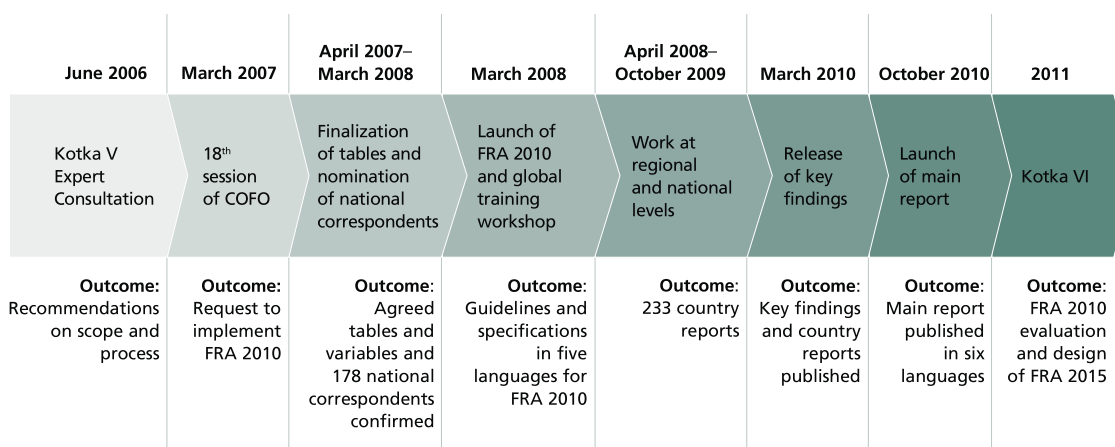 June 2006
Kotka V
Expert
Consultation
Outcome:
Recommendations
on scope and
process
March 2007
18th
session
of COFO
Outcome:
Request to
implement
FRA 2010
April 2007–
March 2008
Finalization
of tables and
nomination
of national
correspondents
Outcome:
Agreed
tables and
variables and
178 national
correspondents
confirmed
March 2008
Launch of
FRA 2010
and global
training
workshop
Outcome:
Guidelines and
specifications
in five
languages for
FRA 2010
April 2008–
October 2009
Work at
regional
and national
levels
Outcome:
233 country
reports
March 2010
Release
of key
findings
Outcome:
Key findings
and country
reports
published
October 2010
Launch
of main
report
Outcome:
Main report
published
in six
languages
2011
Kotka VI
Outcome:
FRA 2010
evaluation
and design
of FRA 2015